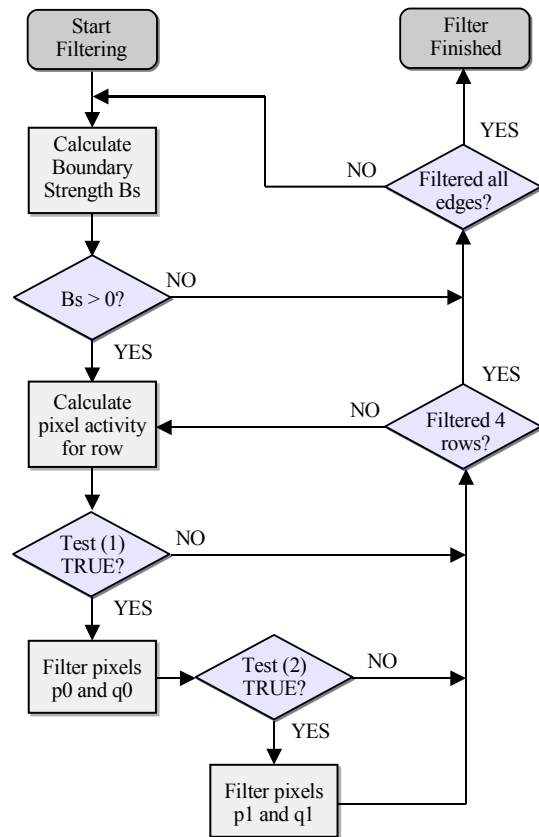 Start
Filtering
Filter
Finished
YES
NO
Calculate
Boundary
Strength Bs
Filtered all
edges?
NO
Bs > 0?
YES
YES
Calculate
pixel activity
for row
NO
Filtered 4
rows?
Test (1)
TRUE?
NO
YES
Filter pixels
p0 and q0
Test (2)
TRUE?
NO
YES
Filter pixels
p1 and q1